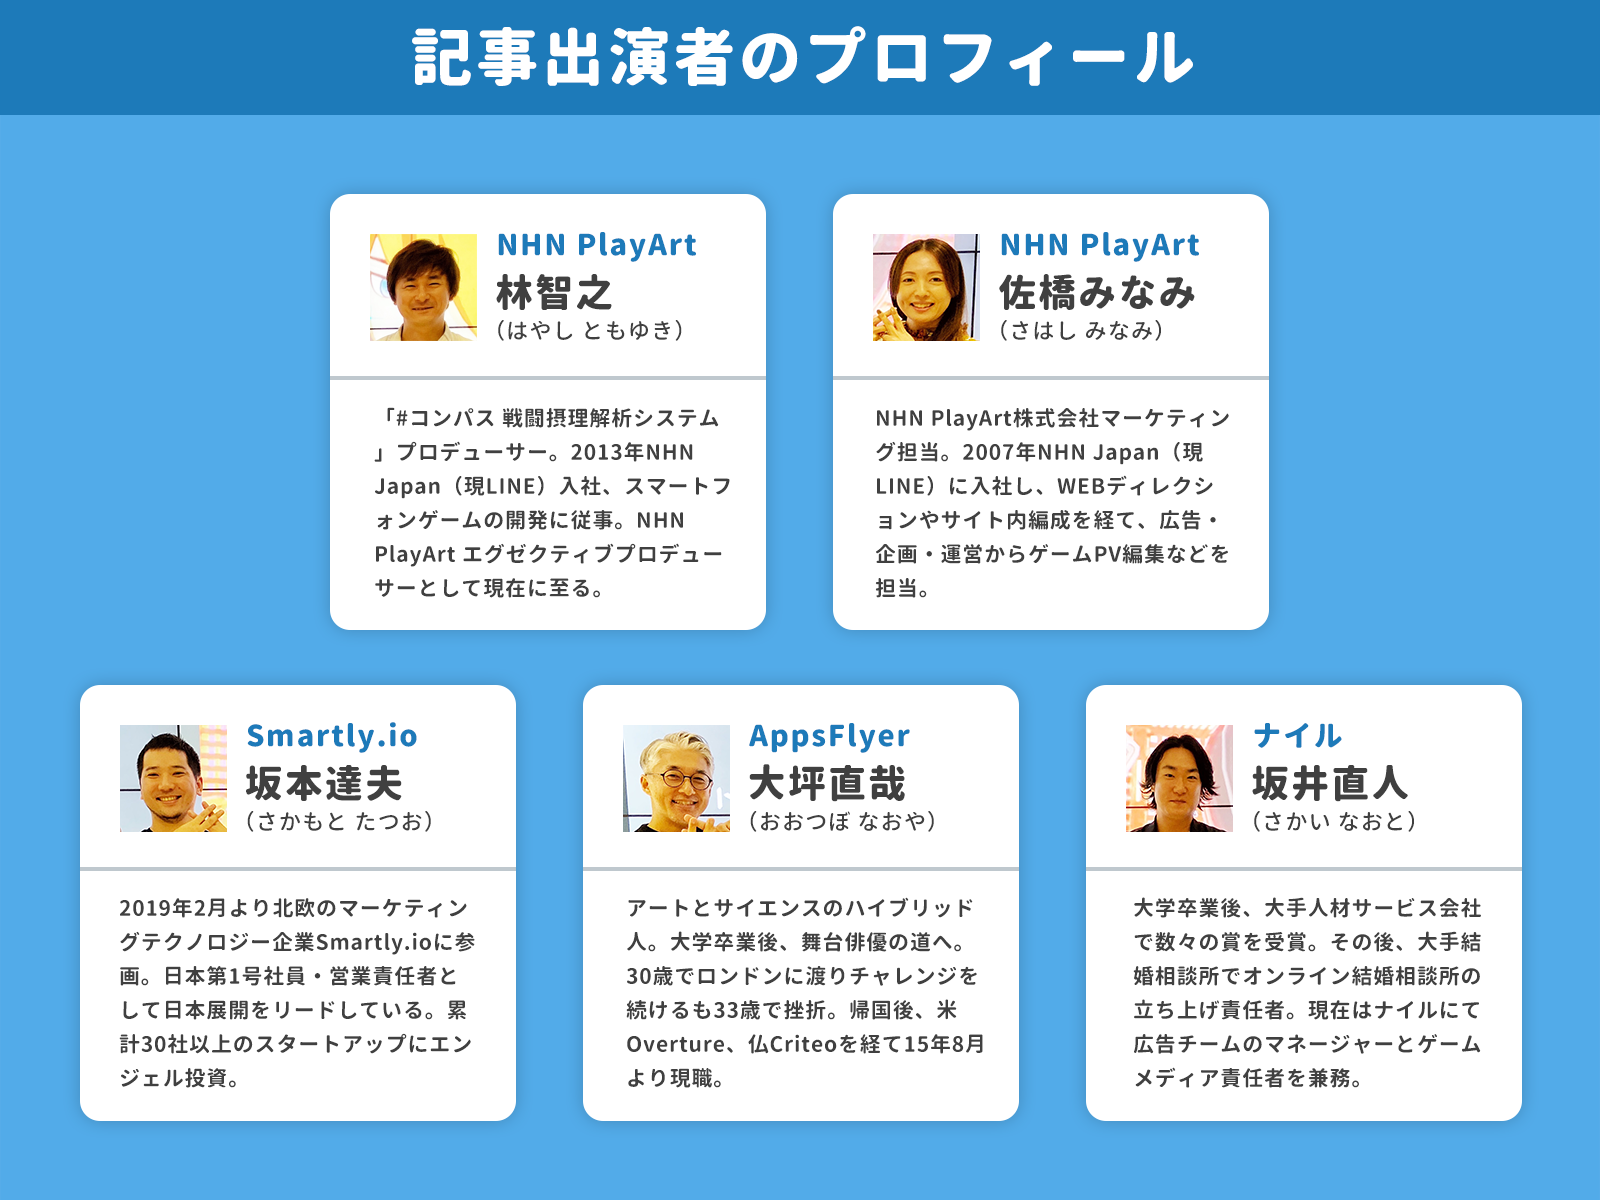 記事出演者のプロフィール
NHN PlayArt
林智之
（はやし ともゆき）
「#コンパス 戦闘摂理解析システム
」プロデューサー。2013年NHN
Japan（現LINE）入社、スマートフ
ォンゲームの開発に従事。NHN
PlayArt エグゼクティブプロデュー
サーとして現在に至る。
NHN PlayArt
佐橋みなみ
（さはし みなみ）
NHN PlayArt株式会社マーケティン
グ担当。2007年NHN Japan（現
LINE）に入社し、WEBディレクシ
ョンやサイト内編成を経て、広告・
企画・運営からゲームPV編集などを
担当。
Smartly.io
坂本達夫
（さかもと たつお）
2019年2月より北欧のマーケティン
グテクノロジー企業Smartly.ioに参
画。日本第1号社員・営業責任者と
して日本展開をリードしている。累
計30社以上のスタートアップにエン
ジェル投資。
AppsFlyer
大坪直哉
（おおつぼ なおや）
アートとサイエンスのハイブリッド
人。大学卒業後、舞台俳優の道へ。
30歳でロンドンに渡りチャレンジを
続けるも33歳で挫折。帰国後、米
Overture、仏Criteoを経て15年8月
より現職。
ナイル
坂井直人
（さかい なおと）
大学卒業後、大手人材サービス会社
で数々の賞を受賞。その後、大手結
婚相談所でオンライン結婚相談所の
立ち上げ責任者。現在はナイルにて
広告チームのマネージャーとゲーム
メディア責任者を兼務。